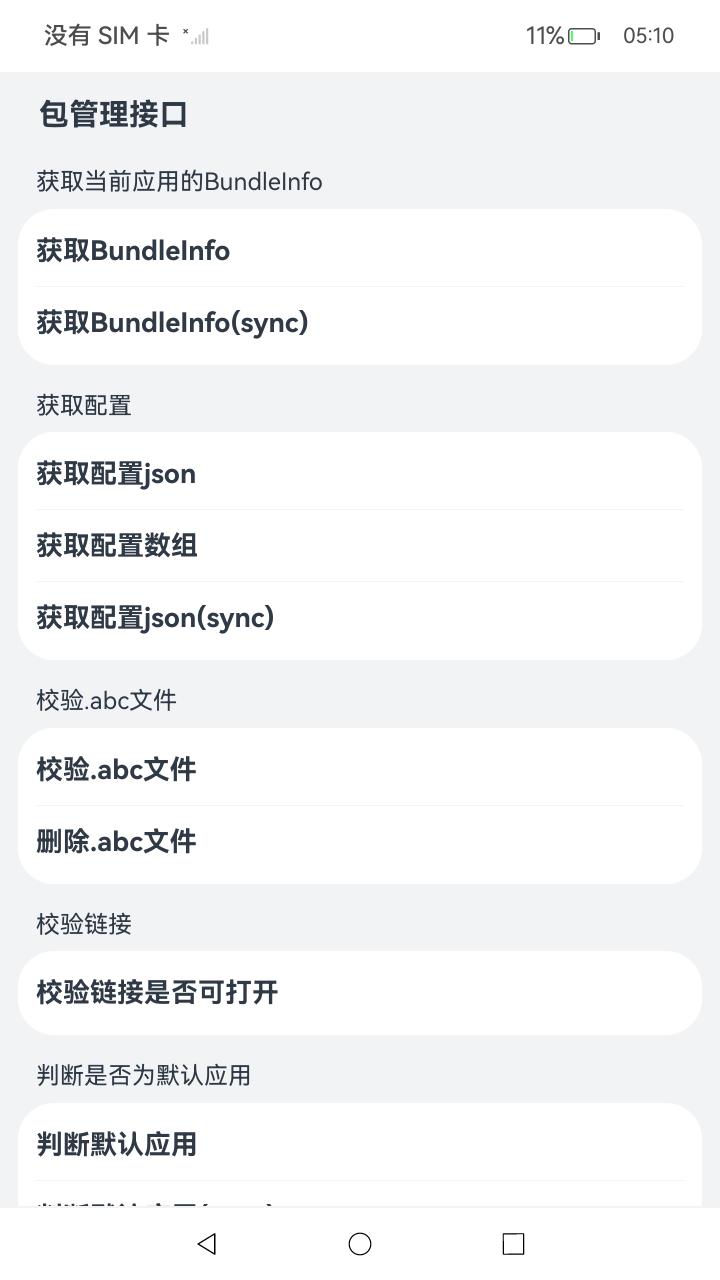 没有 SIM 卡
11%
05:10
包管理接口
获取当前应用的BundleInfo
获取BundleInfo
获取BundleInfo(sync)
获取配置
获取配置json
获取配置数组
获取配置json(sync)
校验.abc文件
校验.abc文件
删除.abc文件
校验链接
校验链接是否可打开
判断是否为默认应用
判断默认应用